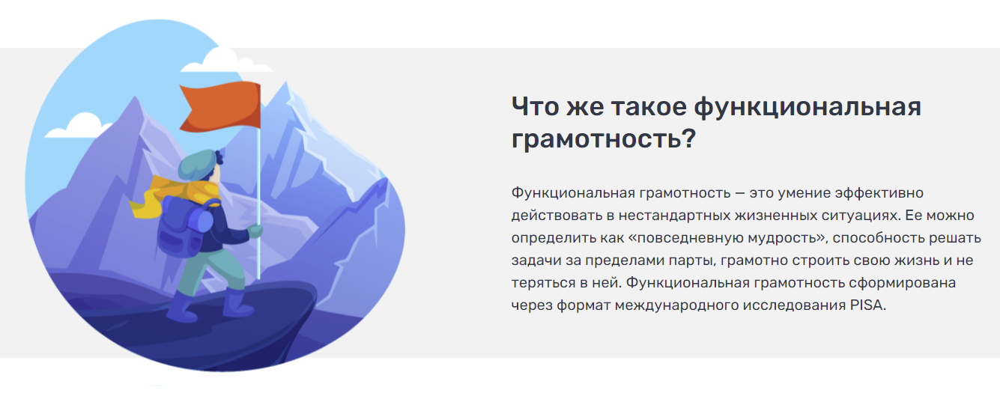 Что же такое функциональная
грамотность?
Функциональная грамотность — это умение эффективно
действовать в нестандартных жизненных ситуациях. Ее можно
определить как «повседневную мудрость», способность решать
задачи за пределами парты, грамотно строить свою жизнь и не
теряться в ней. Функциональная грамотность сформирована
через формат международного исследования PISA.